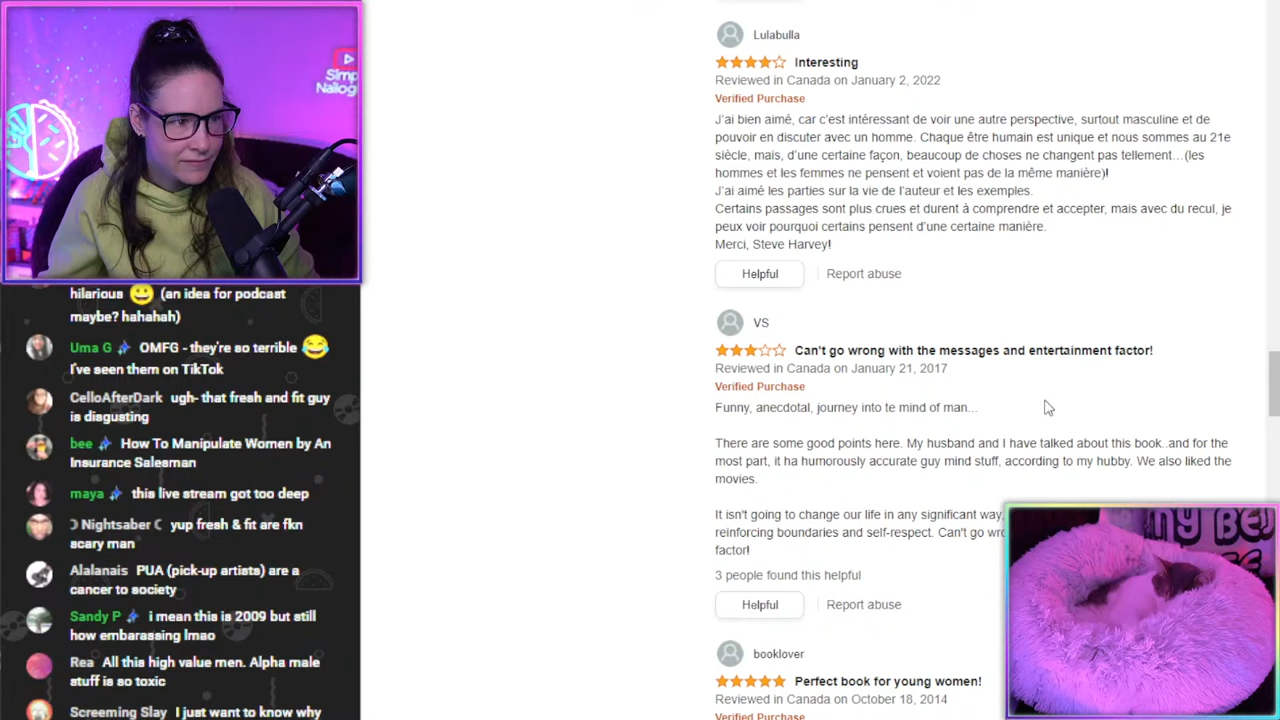 Simp
Nailog
hilarious 😀 (an idea for podcast
maybe? hahahah)
Uma G OMFG - they're so terrible 😂
I've seen them on TikTok
CelloAfterDark ugh- that fresh and fit guy
is disgusting
bee How To Manipulate Women by An
Insurance Salesman
maya this live stream got too deep
☽ Nightsaber ☾ yup fresh & fit are fkn
scary man
Alalanais PUA (pick-up artists) are a
cancer to society
Sandy P i mean this is 2009 but still
how embarassing lmao
Rea All this high value men. Alpha male
stuff is so toxic
Screeming Slay I just want to know why
Lulabulla
Interesting
Reviewed in Canada on January 2, 2022
Verified Purchase
J'ai bien aimé, car c'est intéressant de voir une autre perspective, surtout masculine et de
pouvoir en discuter avec un homme. Chaque être humain est unique et nous sommes au 21e
siècle, mais, d'une certaine façon, beaucoup de choses ne changent pas tellement…(les
hommes et les femmes ne pensent et voient pas de la même manière)!
J'ai aimé les parties sur la vie de l'auteur et les exemples.
Certains passages sont plus crues et durent à comprendre et accepter, mais avec du recul, je
peux voir pourquoi certains pensent d'une certaine manière.
Merci, Steve Harvey!
Helpful
Report abuse
VS
Can't go wrong with the messages and entertainment factor!
Reviewed in Canada on January 21, 2017
Verified Purchase
Funny, anecdotal, journey into te mind of man...
There are some good points here. My husband and I have talked about this book..and for the
most part, it ha humorously accurate guy mind stuff, according to my hubby. We also liked the
movies.
It isn't going to change our life in any significant way,
reinforcing boundaries and self-respect. Can't go wro
factor!
3 people found this helpful
Helpful
Report abuse
booklover
Perfect book for young women!
Reviewed in Canada on October 18, 2014
Verified Purchase
MY BE